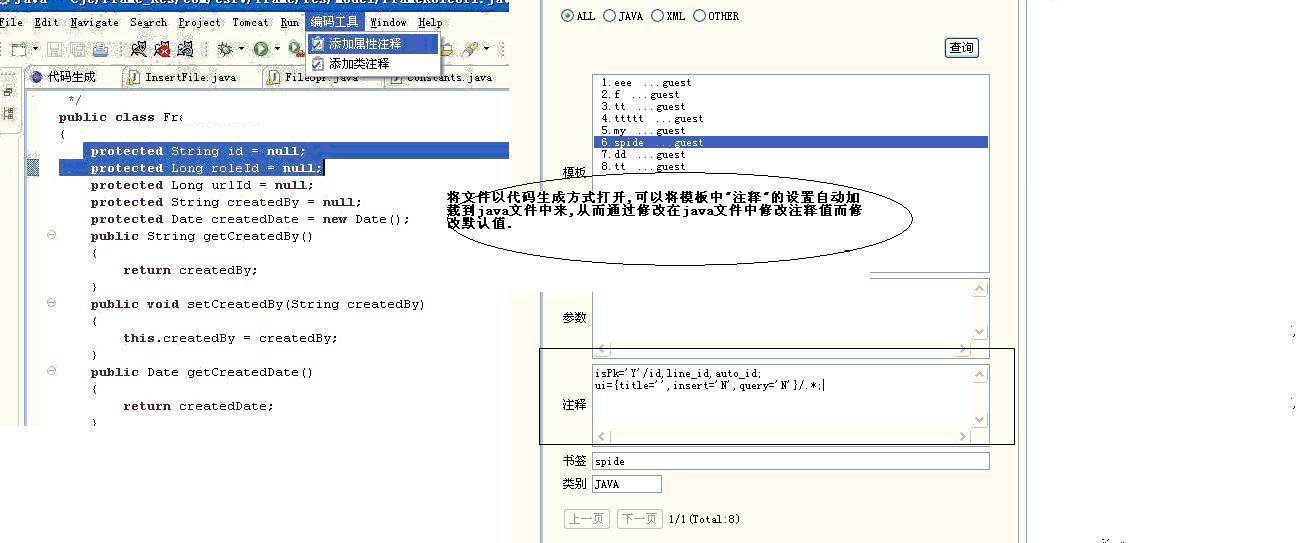 File Edit Navigate Search Project Tomcat Run 编码工具 Window Help
添加属性注释
添加类注释
代码生成 InsertFile.java FileOpr.java Constants.java
*/
public class Fra
{
protected String id = null;
protected Long roleId = null;
protected Long urlId = null;
protected String createdBy = null;
protected Date createdDate = new Date();
public String getCreatedBy()
{
return createdBy;
}
public void setCreatedBy(String createdBy)
{
this.createdBy = createdBy;
}
public Date getCreatedDate()
{
return createdDate;
}
ALL JAVA XML OTHER
查询
模板
1.eee ...guest
2.f ...guest
3.tt ...guest
4.ttttt ...guest
5.my ...guest
6.spide ...guest
7.dd ...guest
8.tt ...guest
将文件以代码生成方式打开,可以将模板中"注释"的设置自动加
载到java文件中来,从而通过修改在java文件中修改注释值而修
改默认值.
参数
注释
isPk='Y'/id,line_id,auto_id;
ui={title='',insert='N',query='N'}/.*;
书签 spide
类别 JAVA
上一页 下一页 1/1(Total:8)